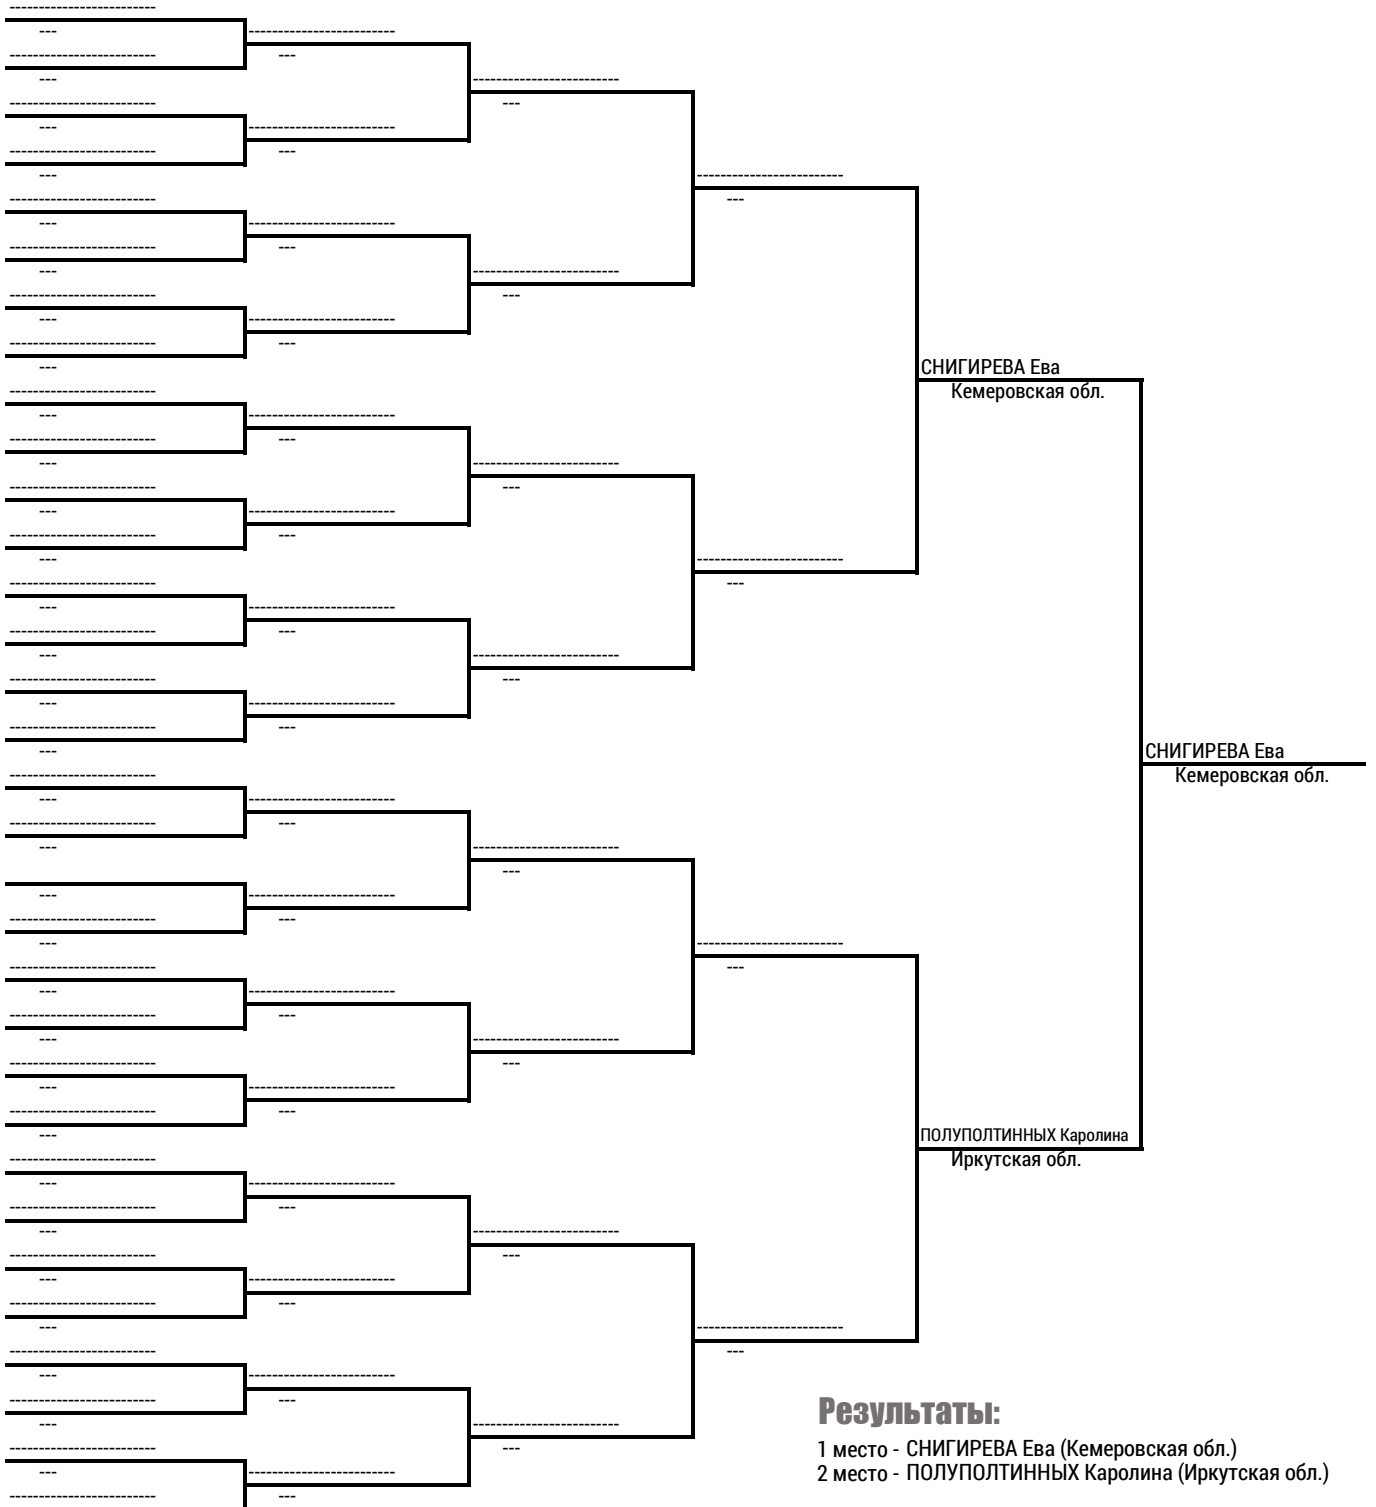 СНИГИРЕВА Ева
Кемеровская обл.
СНИГИРЕВА Ева
Кемеровская обл.
ПОЛУПОЛТИННЫХ Каролина
Иркутская обл.
Результаты:
1 место - СНИГИРЕВА Ева (Кемеровская обл.)
2 место - ПОЛУПОЛТИННЫХ Каролина (Иркутская обл.)